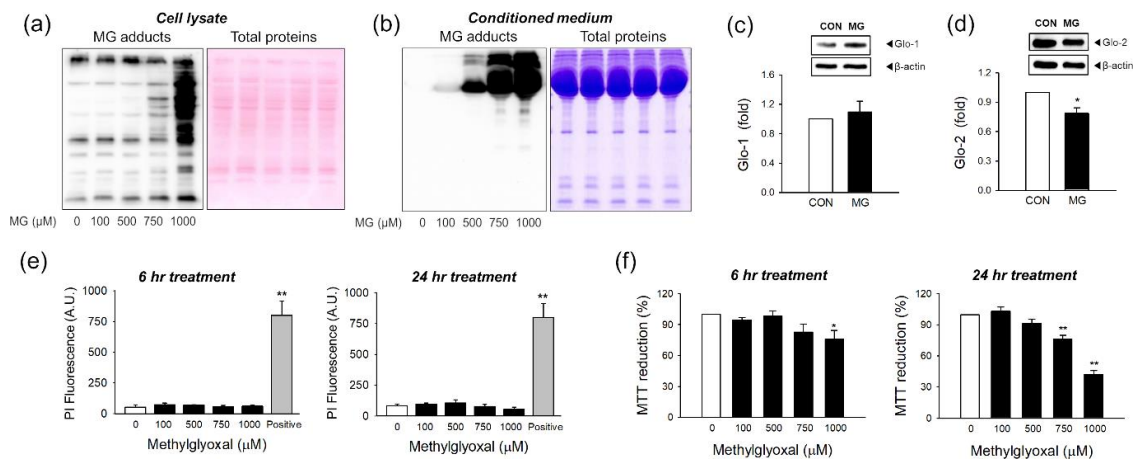 (a)
Cell lysate
MG adducts
Total proteins
MG (μM)
0 100 500 750 1000
(b)
Conditioned medium
MG adducts
Total proteins
MG (μM)
0 100 500 750 1000
(c)
CON MG
Glo-1
β-actin
Glo-1 (fold)
1.6
1.2
0.8
0.4
0.0
CON MG
(d)
CON MG
Glo-2
β-actin
Glo-2 (fold)
1.2
0.9
0.6
0.3
0.0
*
CON MG
(e)
6 hr treatment
PI Fluorescence (A.U.)
1000
750
500
250
0
**
0 100 500 750 1000 Positive
Methylglyoxal (μM)
24 hr treatment
PI Fluorescence (A.U.)
1000
750
500
250
0
**
0 100 500 750 1000 Positive
Methylglyoxal (μM)
(f)
6 hr treatment
MTT reduction (%)
120
90
60
30
0
*
0 100 500 750 1000
Methylglyoxal (μM)
24 hr treatment
MTT reduction (%)
120
90
60
30
0
**
**
0 100 500 750 1000
Methylglyoxal (μM)